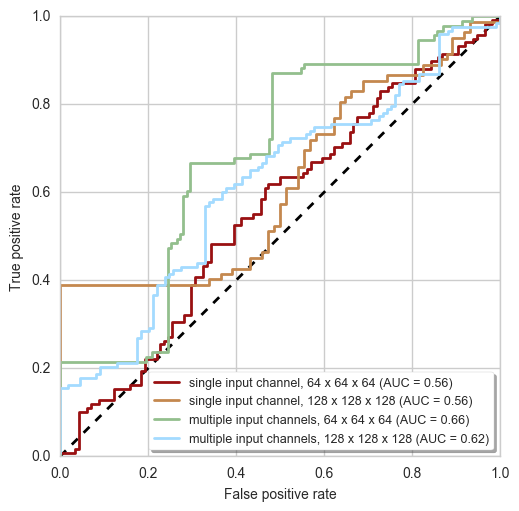 1.0
0.8
0.6
0.4
0.2
0.0
True positive rate
single input channel, 64 x 64 x 64 (AUC = 0.56)
single input channel, 128 x 128 x 128 (AUC = 0.56)
multiple input channels, 64 x 64 x 64 (AUC = 0.66)
multiple input channels, 128 x 128 x 128 (AUC = 0.62)
0.0 0.2 0.4 0.6 0.8 1.0
False positive rate